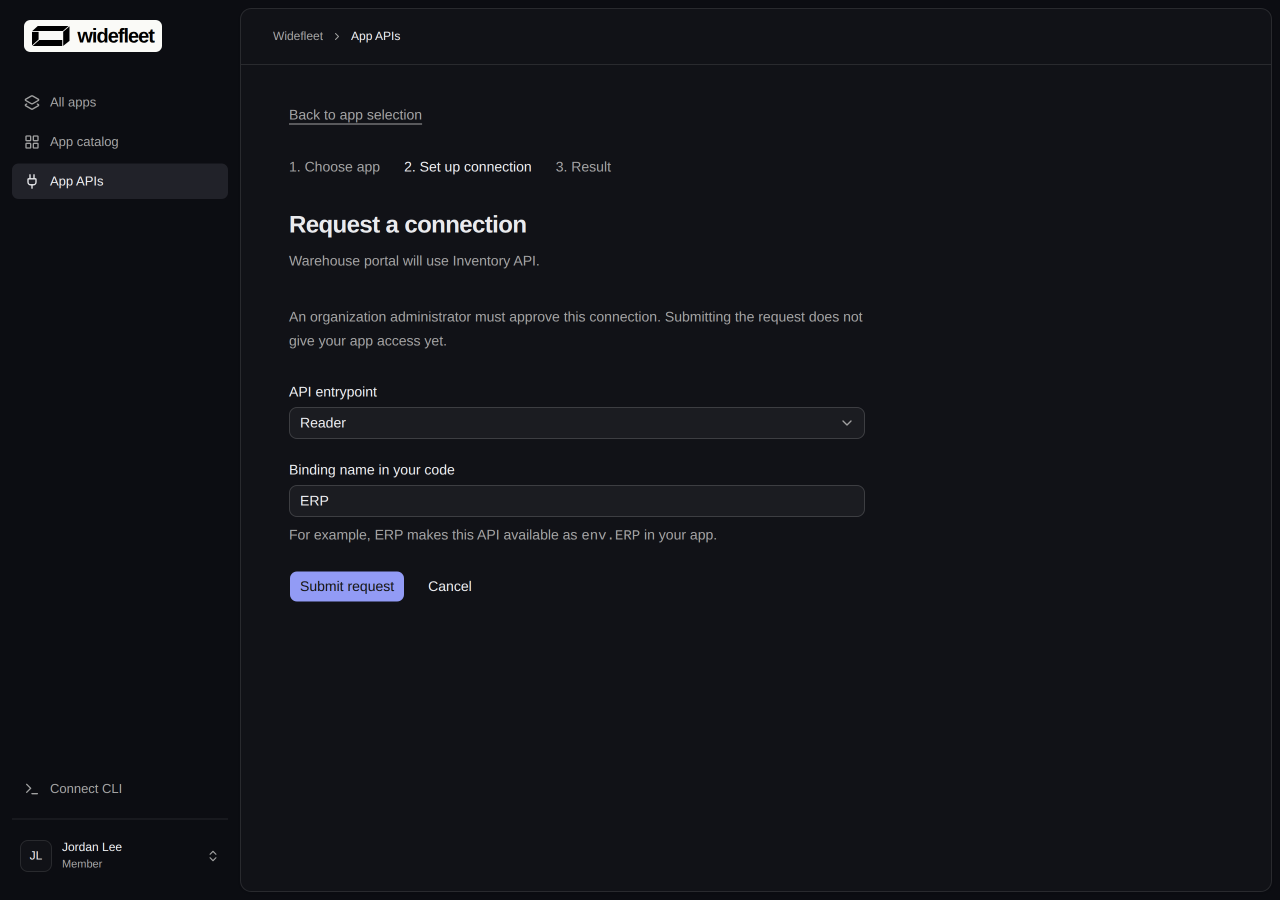 widefleet
All apps
App catalog
App APIs
Connect CLI
JL
Jordan Lee
Member
Widefleet > App APIs
Back to app selection
1. Choose app 2. Set up connection 3. Result
Request a connection
Warehouse portal will use Inventory API.
An organization administrator must approve this connection. Submitting the request does not
give your app access yet.
API entrypoint
Reader
Binding name in your code
ERP
For example, ERP makes this API available as env.ERP in your app.
Submit request Cancel